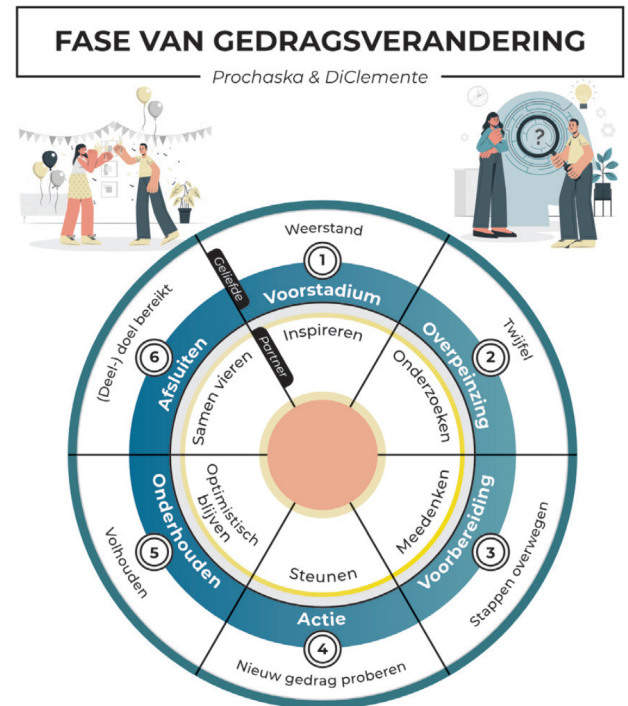 FASE VAN GEDRAGSVERANDERING
Prochaska & DiClemente
?
Geliefde
Partner
Weerstand
1
Voorstadium
Inspireren
Twijfel
2
Overpeinzing
Onderzoeken
Stappen overwegen
3
Voorbereiding
Meedenken
Nieuw gedrag proberen
4
Actie
Steunen
Volhouden
5
Onderhouden
Optimistisch
blijven
(Deel-) doel bereikt
6
Afsluiten
Samen vieren